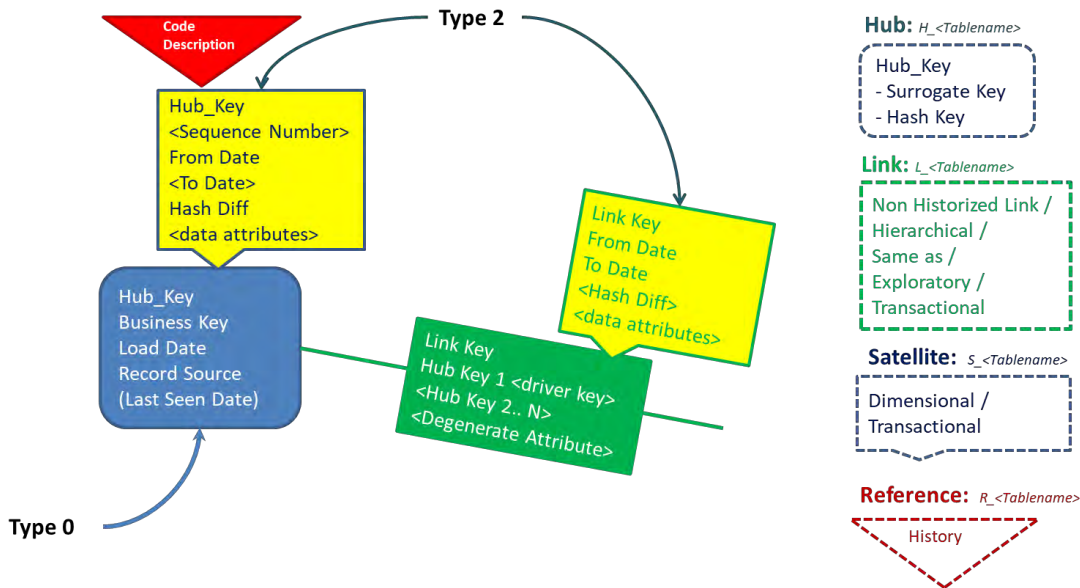 Type 2
Code
Description
Hub_Key
<Sequence Number>
From Date
<To Date>
Hash Diff
<data attributes>
Hub_Key
Business Key
Load Date
Record Source
(Last Seen Date)
Type 0
Link Key
From Date
To Date
<Hash Diff>
<data attributes>
Link Key
Hub Key 1 <driver key>
<Hub Key 2.. N>
<Degenerate Attribute>
Hub: H_<Tablename>
Hub_Key
- Surrogate Key
- Hash Key
Link: L_<Tablename>
Non Historized Link /
Hierarchical /
Same as /
Exploratory /
Transactional
Satellite: S_<Tablename>
Dimensional /
Transactional
Reference: R_<Tablename>
History